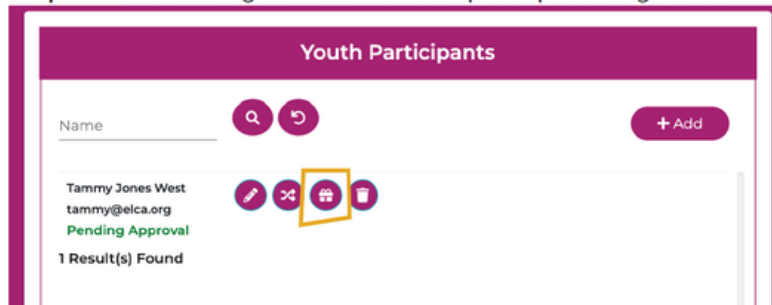 Youth Participants
Name
+ Add
Tammy Jones West
tammy@elca.org
Pending Approval
1 Result(s) Found